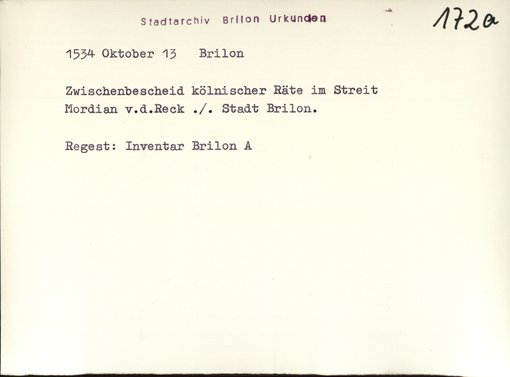 Stadtarchiv Brilon Urkunden
172a
1534 Oktober 13 Brilon
Zwischenbescheid kölnischer Räte im Streit
Mordian v.d.Reck ./. Stadt Brilon.
Regest: Inventar Brilon A